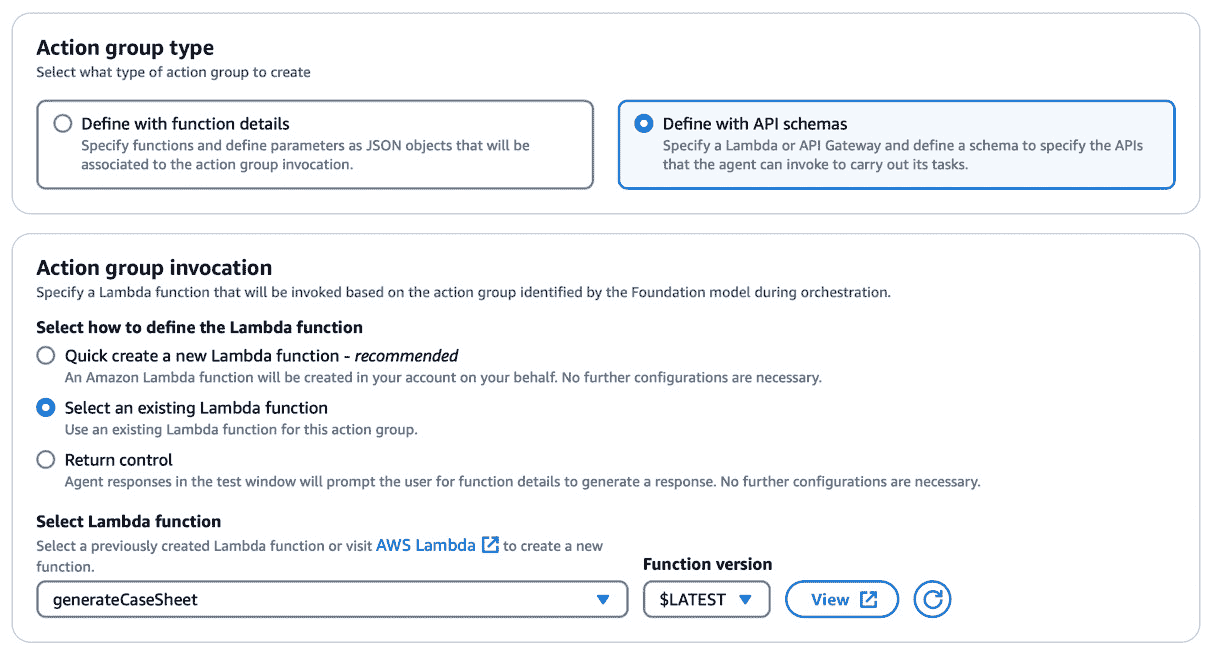 Action group type
Select what type of action group to create
Define with function details
Specify functions and define parameters as JSON objects that will be
associated to the action group invocation.
Define with API schemas
Specify a Lambda or API Gateway and define a schema to specify the APIs
that the agent can invoke to carry out its tasks.
Action group invocation
Specify a Lambda function that will be invoked based on the action group identified by the Foundation model during orchestration.
Select how to define the Lambda function
Quick create a new Lambda function - recommended
An Amazon Lambda function will be created in your account on your behalf. No further configurations are necessary.
Select an existing Lambda function
Use an existing Lambda function for this action group.
Return control
Agent responses in the test window will prompt the user for function details to generate a response. No further configurations are necessary.
Select Lambda function
Select a previously created Lambda function or visit AWS Lambda to create a new
function.
generateCaseSheet
Function version
$LATEST
View